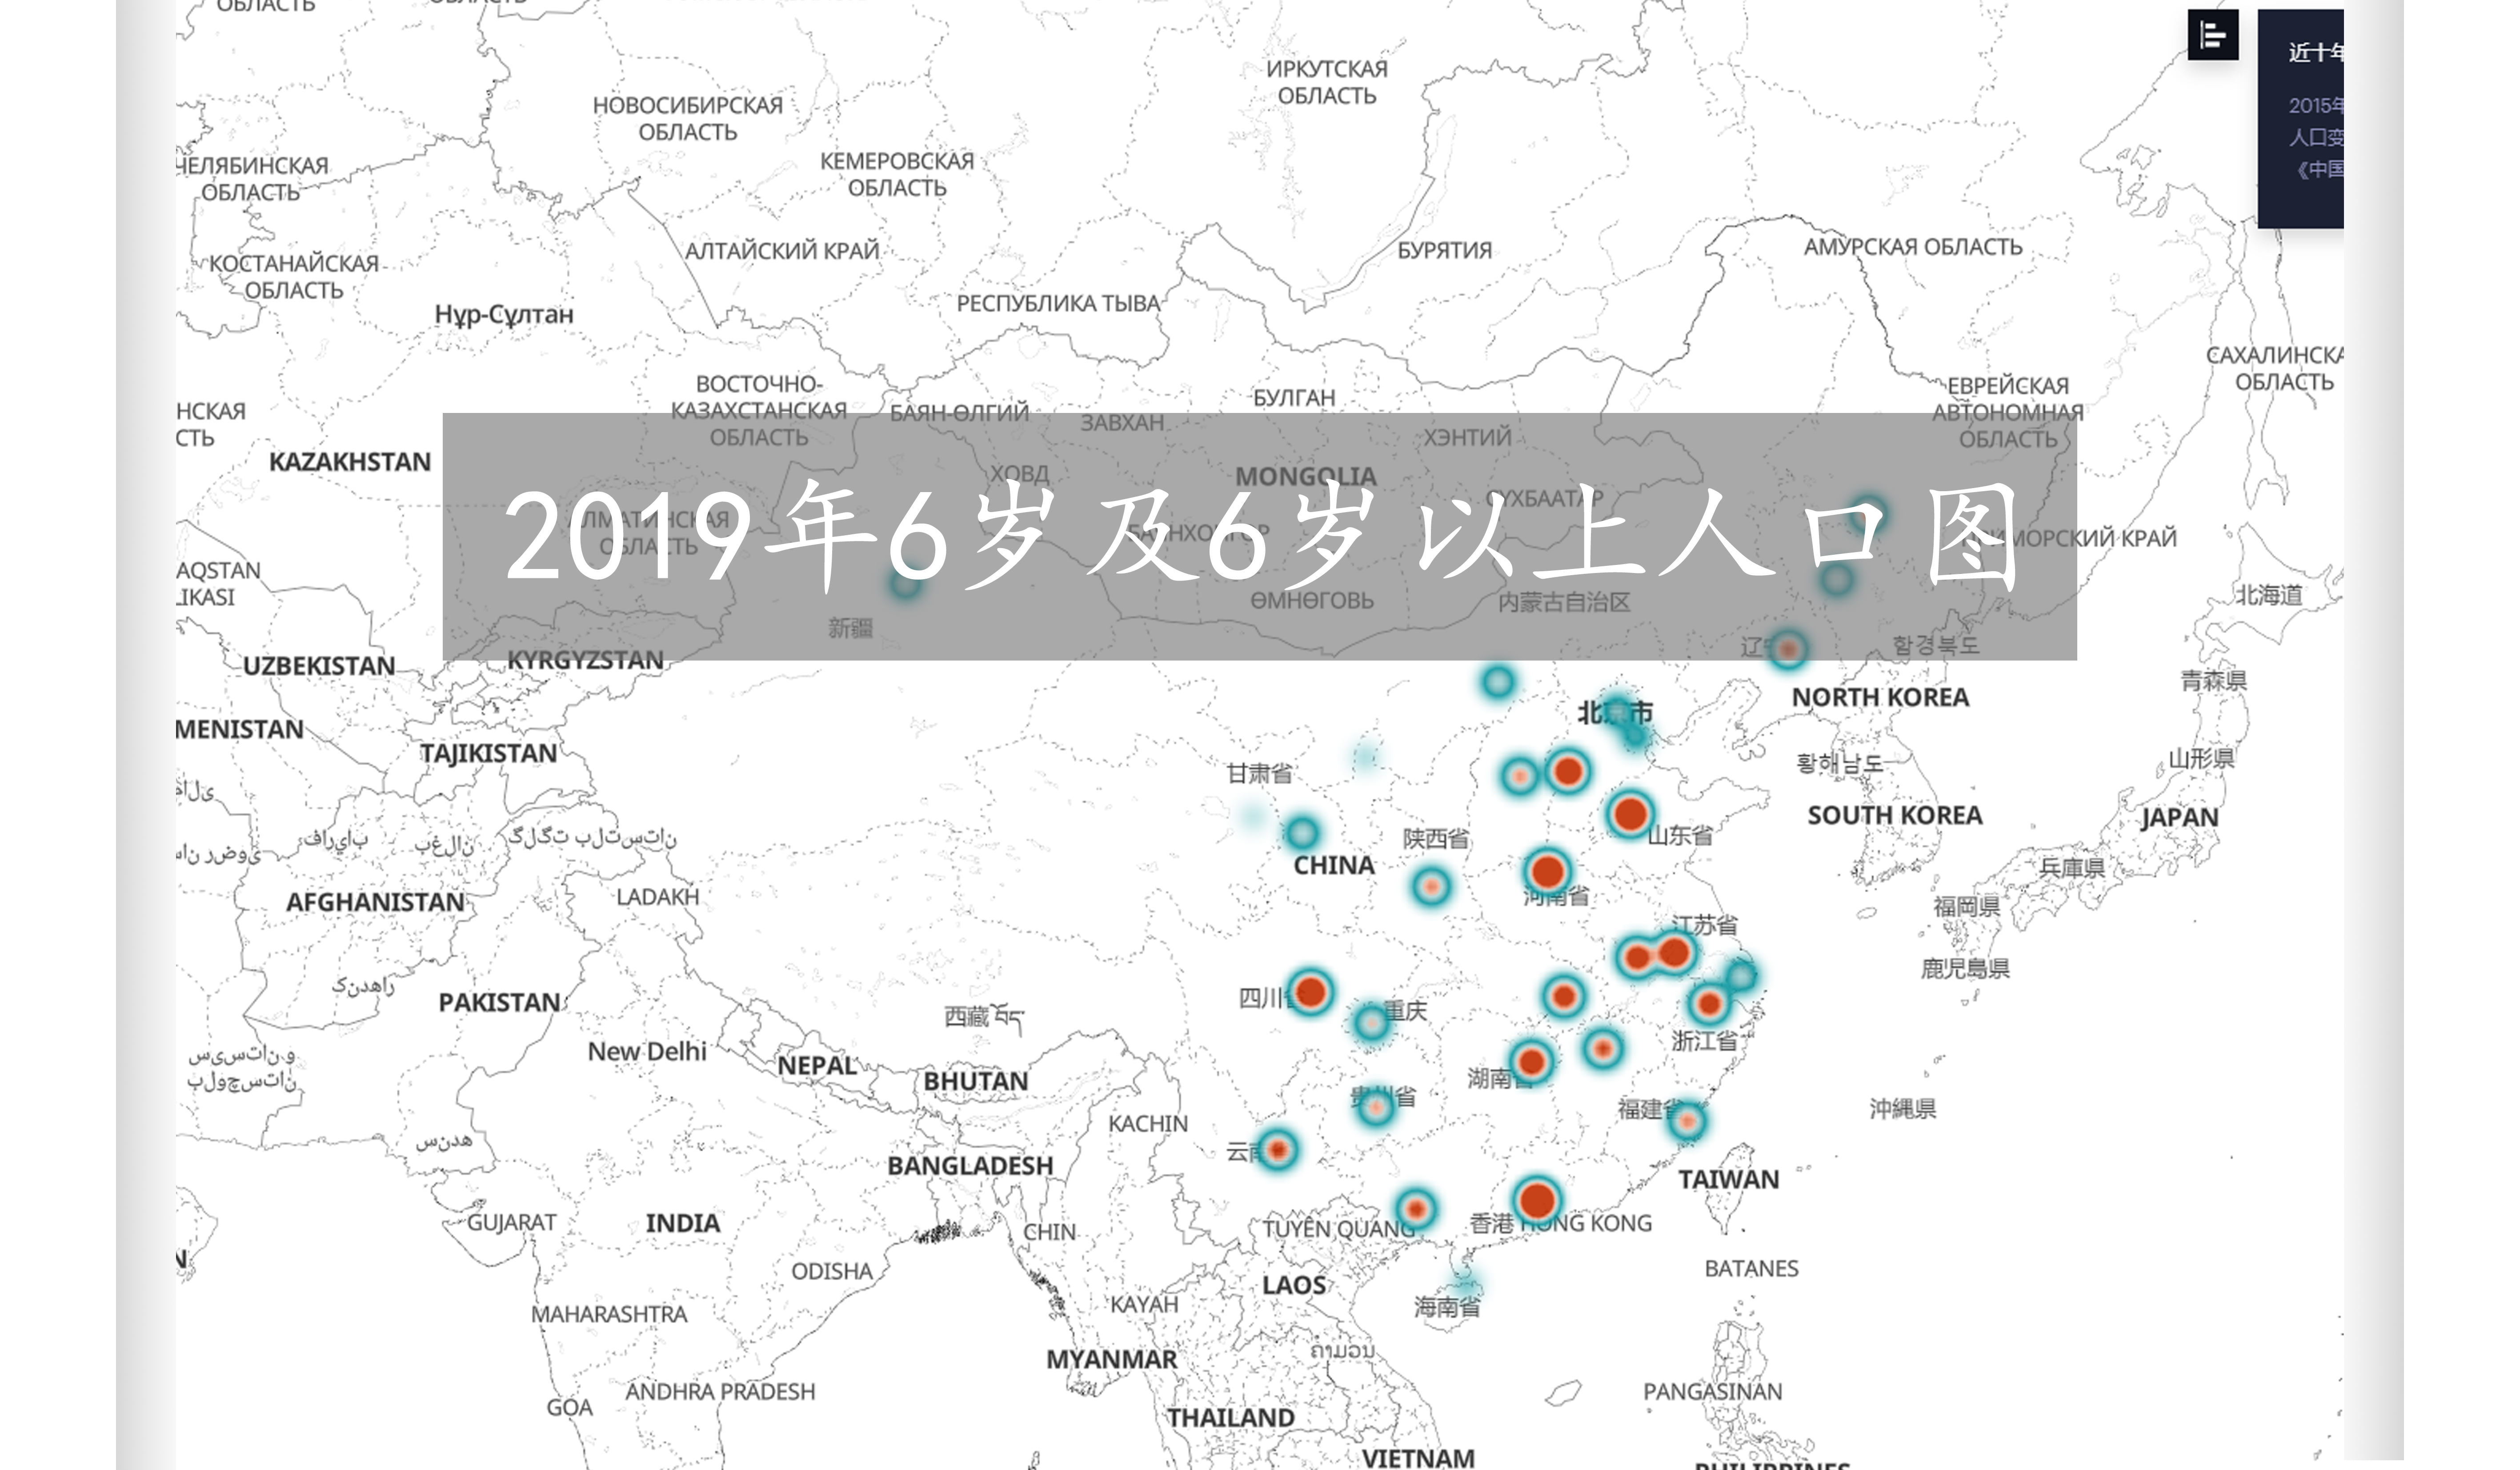 ОБЛАСТЬ
近十年
ИРКУТСКАЯ
ОБЛАСТЬ
НОВОСИБИРСКАЯ
ОБЛАСТЬ
2015年
人口变
《中国
КЕМЕРОВСКАЯ
ОБЛАСТЬ
ЧЕЛЯБИНСКАЯ
ОБЛАСТЬ
АЛТАЙСКИЙ КРАЙ
БУРЯТИЯ
АМУРСКАЯ ОБЛАСТЬ
КОСТАНАЙСКАЯ
ОБЛАСТЬ
РЕСПУБЛИКА ТЫВА
Нұр-Сұлтан
САХАЛИНСКА
ОБЛАСТЬ
ВОСТОЧНО-
КАЗАХСТАНСКАЯ
ОБЛАСТЬ
БАЯН-ӨЛГИЙ
ЗАВХАН
БУЛГАН
ХЭНТИЙ
ЕВРЕЙСКАЯ
АВТОНОМНАЯ
ОБЛАСТЬ
НСКАЯ
СТЬ
KAZAKHSTAN
ХОВД
MONGOLIA
СҮХБААТАР
2019年6岁及6岁以上人口图
АЛМАТИНСКАЯ
ОБЛАСТЬ
ПРИМОРСКИЙ КРАЙ
AQSTAN
LIKASI
ӨМНӨГОВЬ
内蒙古自治区
北海道
新疆
함경북도
UZBEKISTAN
KYRGYZSTAN
青森県
NORTH KOREA
北京市
MENISTAN
TAJIKISTAN
황해남도
山形県
甘肃省
SOUTH KOREA
JAPAN
陕西省
山东省
CHINA
兵庫県
LADAKH
AFGHANISTAN
河南省
福岡県
江苏省
鹿児島県
PAKISTAN
四川
重庆
西藏
浙江省
New Delhi
NEPAL
BHUTAN
湖南省
贵州省
福建省
沖縄県
KACHIN
云南
BANGLADESH
TAIWAN
GUJARAT
INDIA
CHIN
TUYÊN QUANG
香港 HONG KONG
ODISHA
BATANES
LAOS
KAYAH
海南省
MAHARASHTRA
MYANMAR
ANDHRA PRADESH
PANGASINAN
GOA
THAILAND
VIETNAM
PHILIPPINES